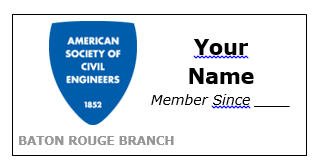 AMERICAN
SOCIETY OF
CIVIL
ENGINEERS
1852
Your
Name
Member Since ____
BATON ROUGE BRANCH